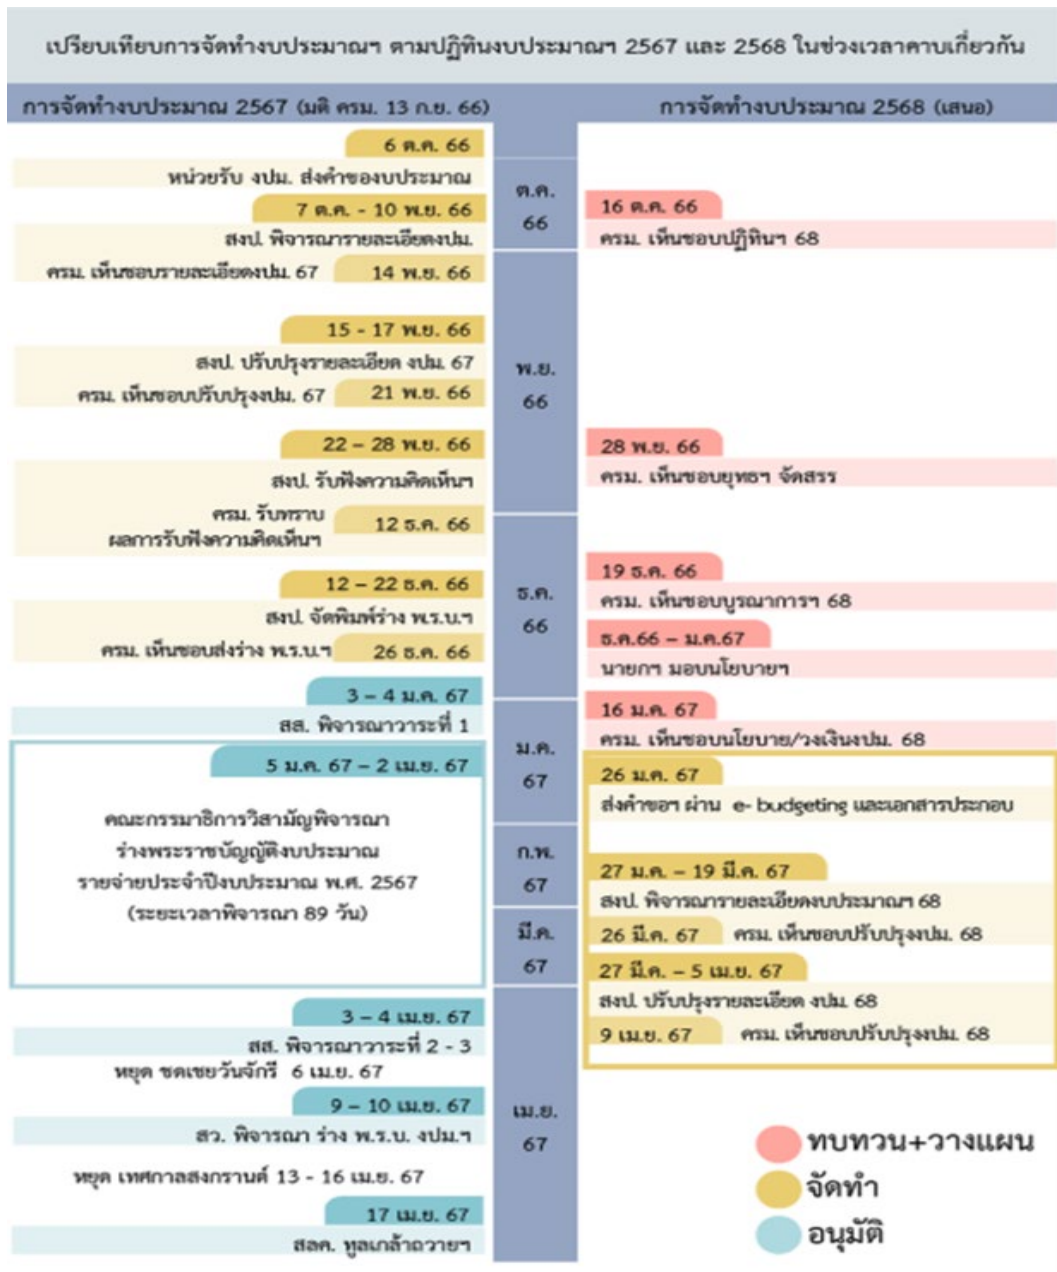 เปรียบเทียบการจัดทำงบประมาณฯ ตามปฏิทินงบประมาณฯ 2567 และ 2568 ในช่วงเวลาคาบเกี่ยวกัน
การจัดทำงบประมาณ 2567 (มติ ครม. 13 ก.ย. 66)
6 ต.ค. 66
หน่วยรับ งปม. ส่งคำของบประมาณ
7 ต.ค. - 10 พ.ย. 66
สงป. พิจารณารายละเอียดงปม.
ครม. เห็นชอบรายละเอียดงปม. 67 14 พ.ย. 66
15 - 17 พ.ย. 66
สงป. ปรับปรุงรายละเอียด งปม. 67
ครม. เห็นชอบปรับปรุงงปม. 67 21 พ.ย. 66
22 – 28 พ.ย. 66
สงป. รับฟังความคิดเห็นฯ
ครม. รับทราบ
ผลการรับฟังความคิดเห็นฯ
12 ธ.ค. 66
12 – 22 ธ.ค. 66
สงป. จัดพิมพ์ร่าง พ.ร.บ.ฯ
ครม. เห็นชอบส่งร่าง พ.ร.บ.ฯ 26 ธ.ค. 66
3 – 4 ม.ค. 67
สส. พิจารณาวาระที่ 1
5 ม.ค. 67 – 2 เม.ย. 67
คณะกรรมาธิการวิสามัญพิจารณา
ร่างพระราชบัญญัติงบประมาณ
รายจ่ายประจำปีงบประมาณ พ.ศ. 2567
(ระยะเวลาพิจารณา 89 วัน)
3 – 4 เม.ย. 67
สส. พิจารณาวาระที่ 2 - 3
หยุด ชดเชยวันจักรี 6 เม.ย. 67
9 – 10 เม.ย. 67
สว. พิจารณา ร่าง พ.ร.บ. งปม.ฯ
หยุด เทศกาลสงกรานต์ 13 - 16 เม.ย. 67
17 เม.ย. 67
สลค. ทูลเกล้าถวายฯ
ต.ค.
66
พ.ย.
66
ธ.ค.
66
ม.ค.
67
ก.พ.
67
มี.ค.
67
เม.ย.
67
การจัดทำงบประมาณ 2568 (เสนอ)
16 ต.ค. 66
ครม. เห็นชอบปฏิทินฯ 68
28 พ.ย. 66
ครม. เห็นชอบยุทธฯ จัดสรร
19 ธ.ค. 66
ครม. เห็นชอบบูรณาการฯ 68
ธ.ค.66 – ม.ค.67
นายกฯ มอบนโยบายฯ
16 ม.ค. 67
ครม. เห็นชอบนโยบาย/วงเงินงปม. 68
26 ม.ค. 67
ส่งคำขอฯ ผ่าน e- budgeting และเอกสารประกอบ
27 ม.ค. – 19 มี.ค. 67
สงป. พิจารณารายละเอียดงบประมาณฯ 68
26 มี.ค. 67 ครม. เห็นชอบปรับปรุงงปม. 68
27 มี.ค. – 5 เม.ย. 67
สงป. ปรับปรุงรายละเอียด งปม. 68
9 เม.ย. 67 ครม. เห็นชอบปรับปรุงงปม. 68
ทบทวน+วางแผน
จัดทำ
อนุมัติ